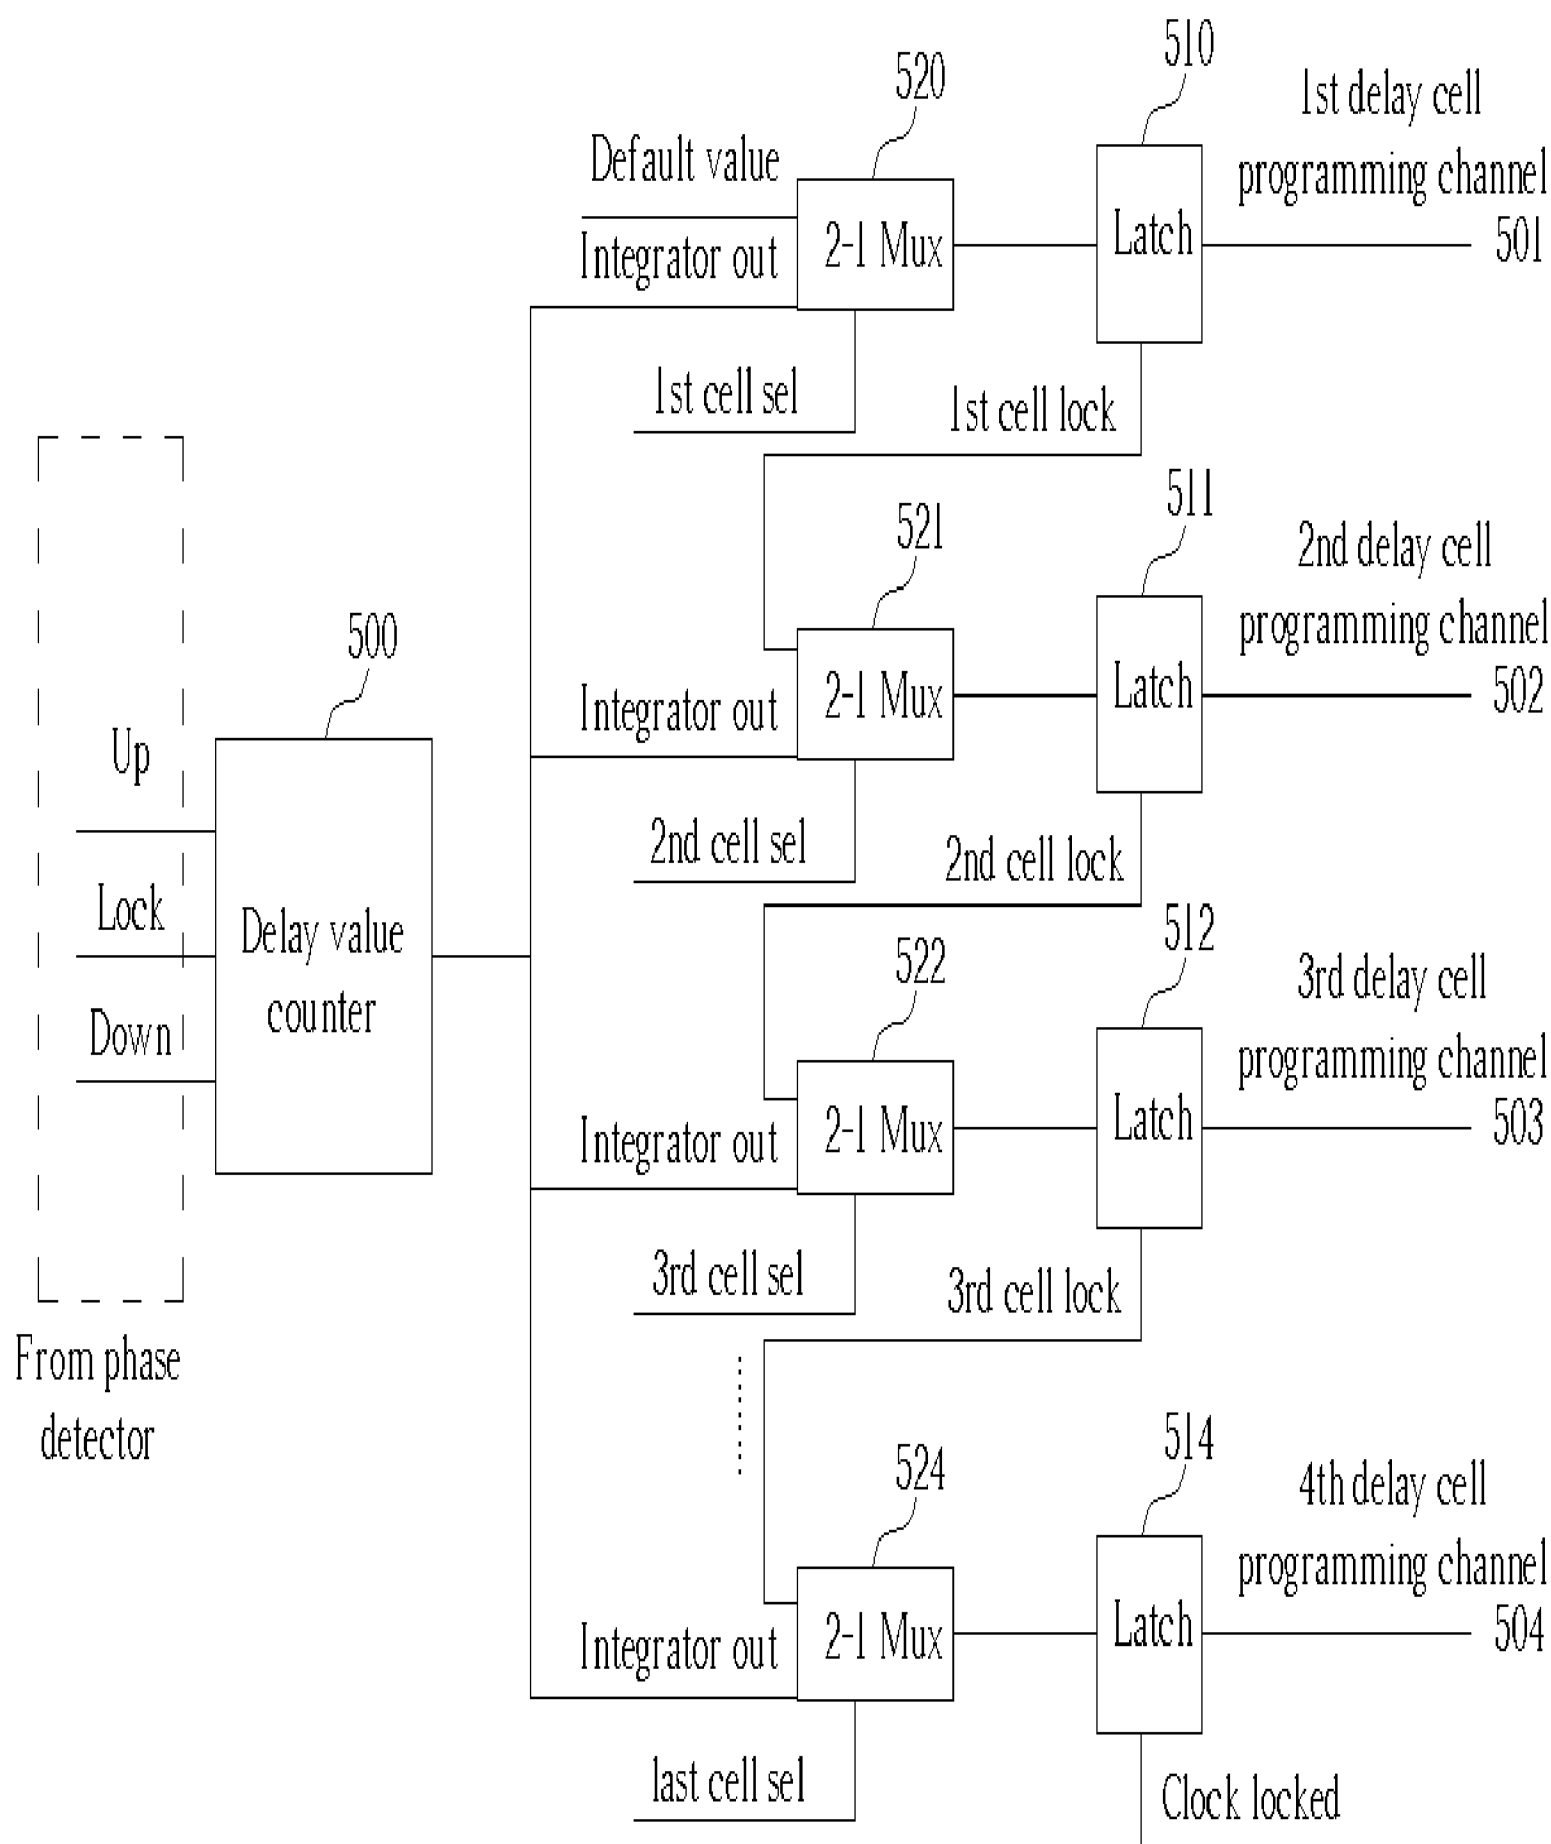 510
520
1st delay cell
programming channel
501
Default value
2-1 Mux
Latch
Integrator out
1st cell sel
1st cell lock
511
521
2nd delay cell
programming channel
502
500
2-1 Mux
Latch
Integrator out
Up
2nd cell sel
2nd cell lock
Lock
Delay value
counter
Down
512
522
3rd delay cell
programming channel
503
2-1 Mux
Latch
Integrator out
3rd cell sel
3rd cell lock
From phase
detector
514
524
4th delay cell
programming channel
504
2-1 Mux
Latch
Integrator out
last cell sel
Clock locked